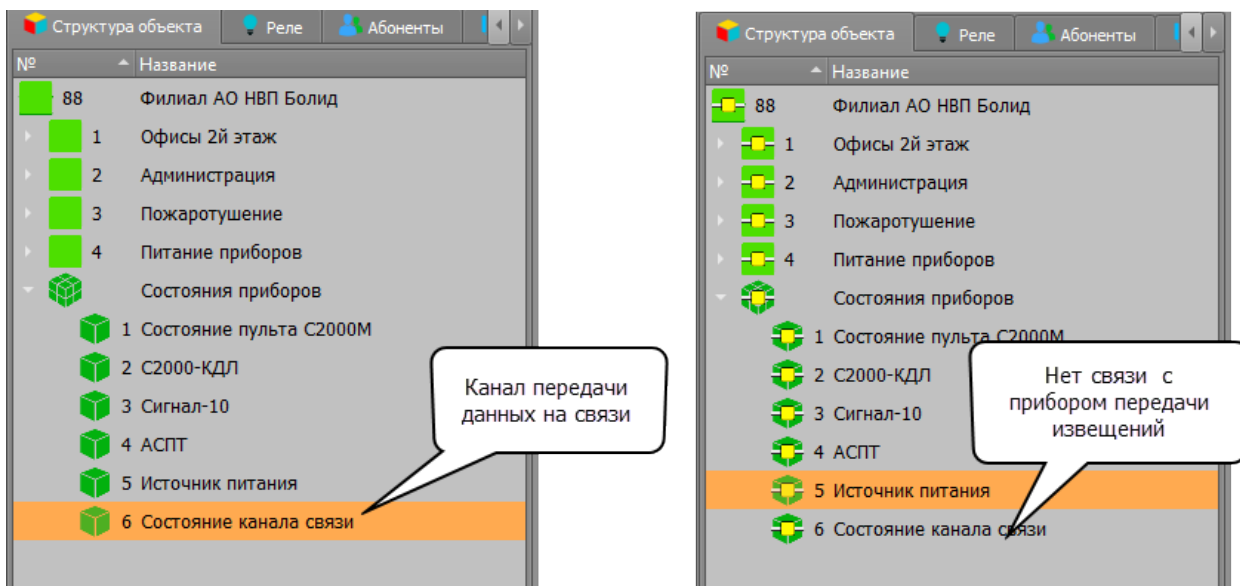 Структура объекта Реле Абоненты
№ Название
88 Филиал АО НВП Болид
1 Офисы 2й этаж
2 Администрация
3 Пожаротушение
4 Питание приборов
Состояния приборов
1 Состояние пульта С2000М
2 С2000-КДЛ
3 Сигнал-10
4 АСПТ
5 Источник питания
6 Состояние канала связи
Канал передачи
данных на связи
Структура объекта Реле Абоненты
№ Название
88 Филиал АО НВП Болид
1 Офисы 2й этаж
2 Администрация
3 Пожаротушение
4 Питание приборов
Состояния приборов
1 Состояние пульта С2000М
2 С2000-КДЛ
3 Сигнал-10
4 АСПТ
5 Источник питания
6 Состояние канала связи
Нет связи с
прибором передачи
извещений